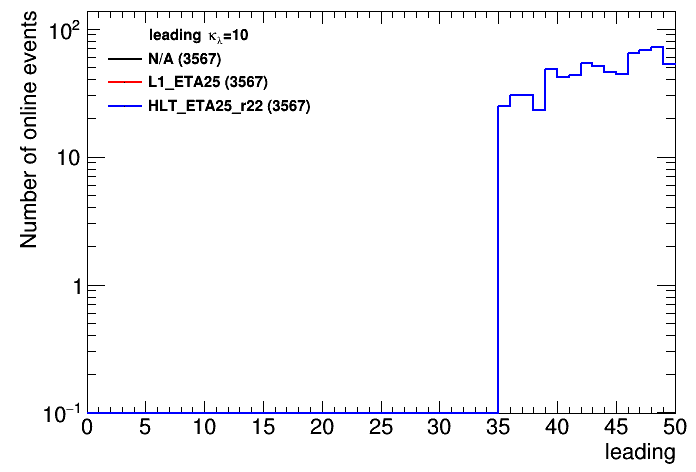 leading κλ=10
N/A (3567)
L1_ETA25 (3567)
HLT_ETA25_r22 (3567)
Number of online events
10²
10
1
10⁻¹
0 5 10 15 20 25 30 35 40 45 50
leading